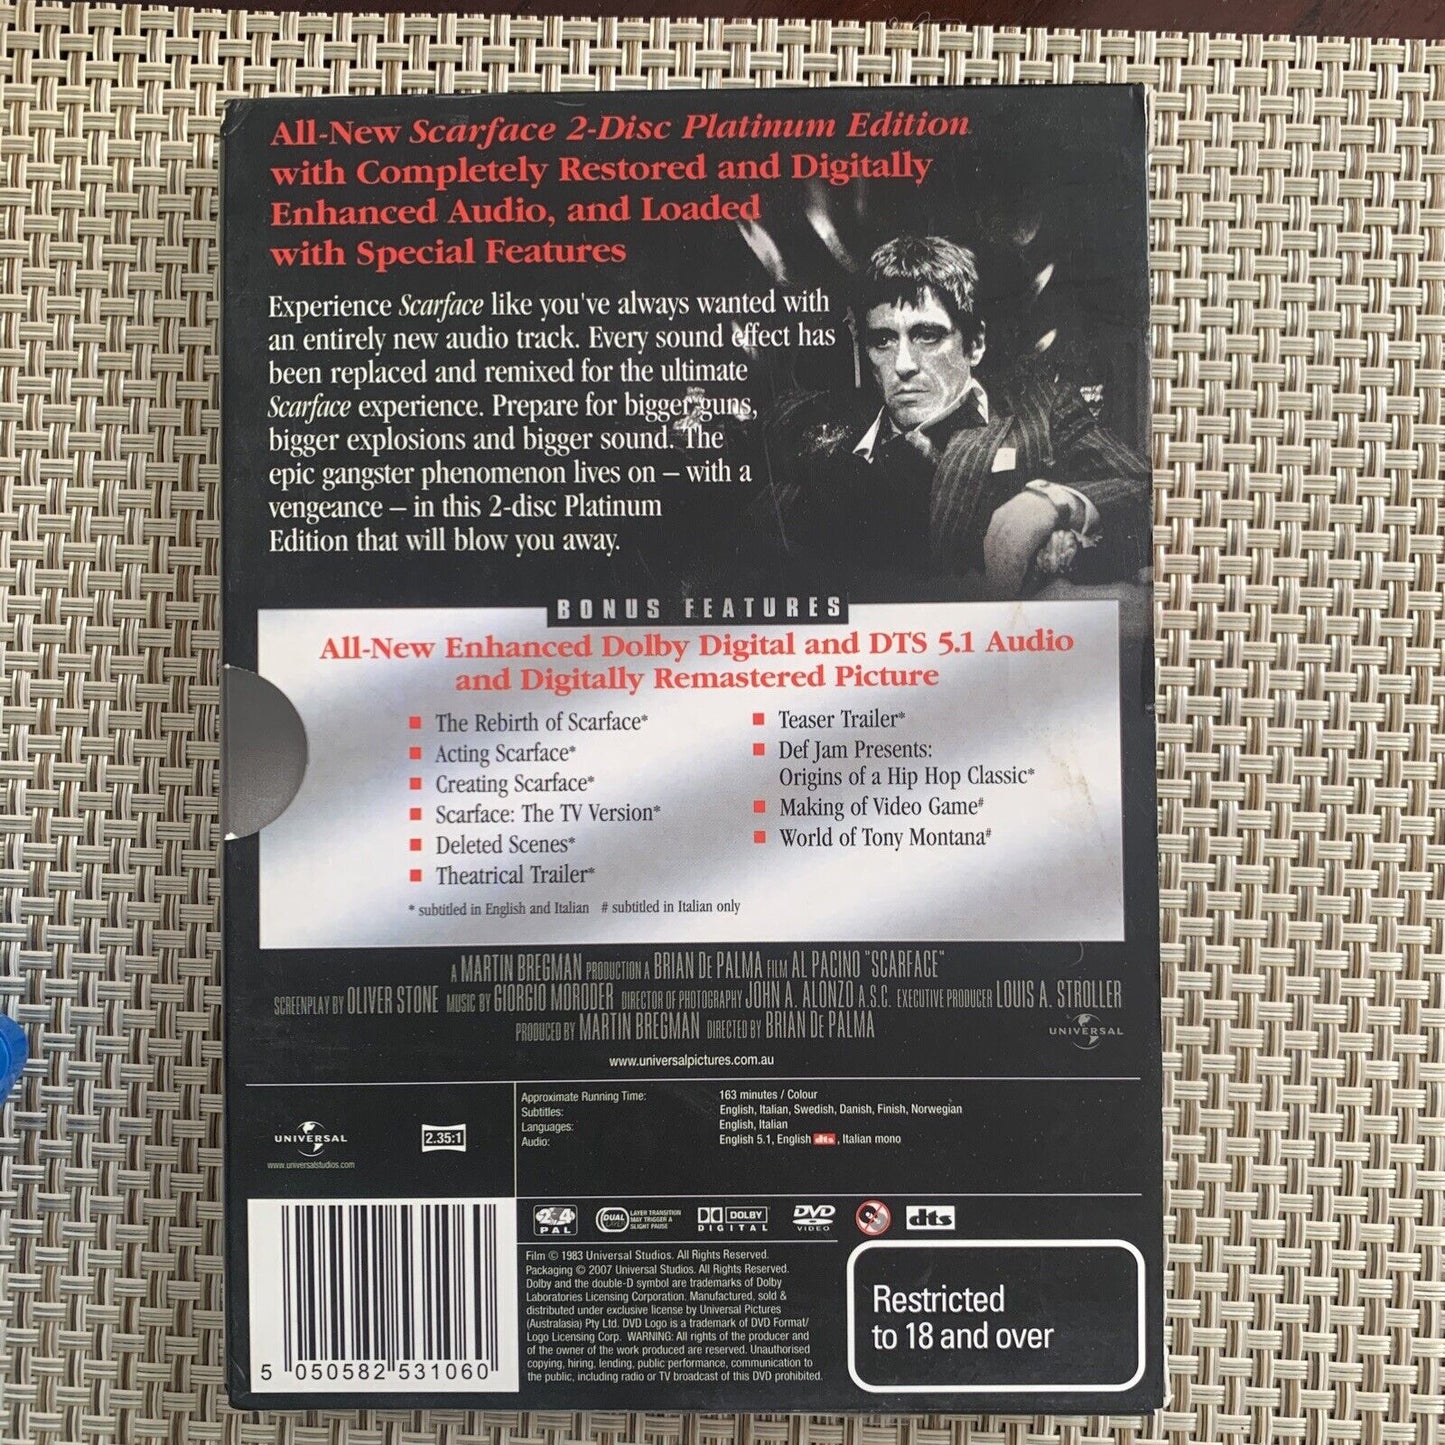 All-New Scarface 2-Disc Platinum Edition
with Completely Restored and Digitally
Enhanced Audio, and Loaded
with Special Features
Experience Scarface like you've always wanted with
an entirely new audio track. Every sound effect has
been replaced and remixed for the ultimate
Scarface experience. Prepare for bigger guns,
bigger explosions and bigger sound. The
epic gangster phenomenon lives on – with a
vengeance – in this 2-disc Platinum
Edition that will blow you away.
BONUS FEATURES
All-New Enhanced Dolby Digital and DTS 5.1 Audio
and Digitally Remastered Picture
The Rebirth of Scarface*
Acting Scarface*
Creating Scarface*
Scarface: The TV Version*
Deleted Scenes*
Theatrical Trailer*
Teaser Trailer*
Def Jam Presents:
Origins of a Hip Hop Classic*
Making of Video Game#
World of Tony Montana#
* subtitled in English and Italian # subtitled in Italian only
A MARTIN BREGMAN PRODUCTION A BRIAN DE PALMA FILM AL PACINO "SCARFACE"
SCREENPLAY BY OLIVER STONE MUSIC BY GIORGIO MORODER DIRECTOR OF PHOTOGRAPHY JOHN A. ALONZO A.S.C. EXECUTIVE PRODUCER LOUIS A. STROLLER
PRODUCED BY MARTIN BREGMAN DIRECTED BY BRIAN DE PALMA
UNIVERSAL
www.universalpictures.com.au
UNIVERSAL
www.universalstudios.com
2.35:1
Approximate Running Time: 163 minutes / Colour
Subtitles: English, Italian, Swedish, Danish, Finish, Norwegian
Languages: English, Italian
Audio: English 5.1, English dts, Italian mono
2 4
PAL
DUAL LAYER
LAYER TRANSITION
MAY TRIGGER A
SLIGHT PAUSE
DOLBY
DIGITAL
DVD
VIDEO
dts
Film © 1983 Universal Studios. All Rights Reserved.
Packaging © 2007 Universal Studios. All Rights Reserved.
Dolby and the double-D symbol are trademarks of Dolby
Laboratories Licensing Corporation. Manufactured, sold &
distributed under exclusive license by Universal Pictures
(Australasia) Pty Ltd. DVD Logo is a trademark of DVD Format/
Logo Licensing Corp. WARNING: All rights of the producer and
of the owner of the work produced are reserved. Unauthorised
copying, hiring, lending, public performance, communication to
the public, including radio or TV broadcast of this DVD prohibited.
Restricted
to 18 and over
5 050582 531060